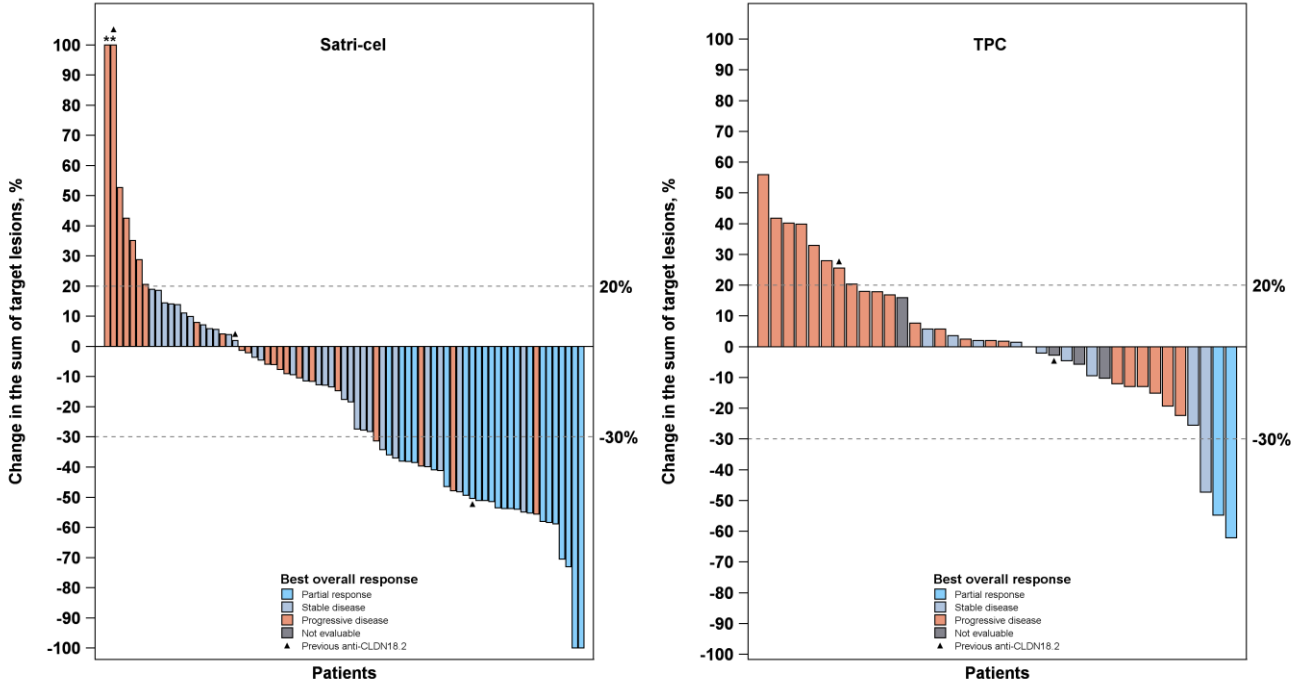 Satri-cel
**
100
90
80
70
60
50
40
30
20
10
0
-10
-20
-30
-40
-50
-60
-70
-80
-90
-100
Change in the sum of target lesions, %
20%
-30%
Best overall response
Partial response
Stable disease
Progressive disease
Not evaluable
▲ Previous anti-CLDN18.2
Patients
TPC
100
90
80
70
60
50
40
30
20
10
0
-10
-20
-30
-40
-50
-60
-70
-80
-90
-100
Change in the sum of target lesions, %
20%
-30%
Best overall response
Partial response
Stable disease
Progressive disease
Not evaluable
▲ Previous anti-CLDN18.2
Patients